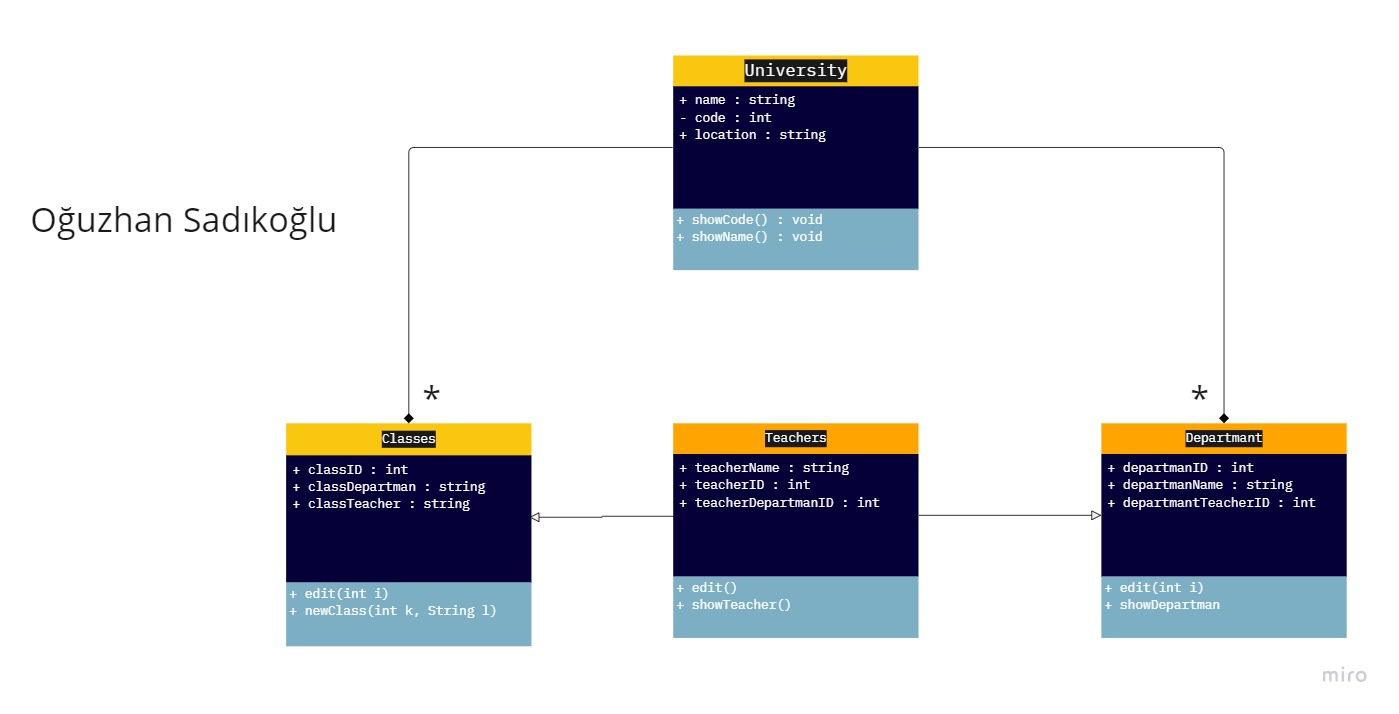 University
+ name : string
- code : int
+ location : string
+ showCode() : void
+ showName() : void
Oğuzhan Sadıkoğlu
*
*
Classes
+ classID : int
+ classDepartman : string
+ classTeacher : string
+ edit(int i)
+ newClass(int k, String l)
Teachers
+ teacherName : string
+ teacherID : int
+ teacherDepartmanID : int
+ edit()
+ showTeacher()
Departmant
+ departmanID : int
+ departmanName : string
+ departmantTeacherID : int
+ edit(int i)
+ showDepartman
miro